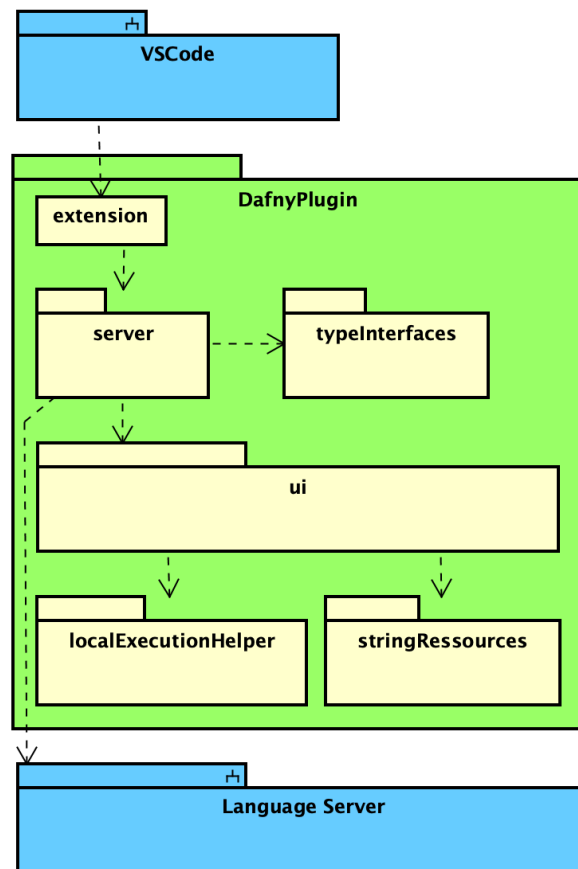 VSCode
DafnyPlugin
extension
server
typeInterfaces
ui
localExecutionHelper
stringRessources
Language Server